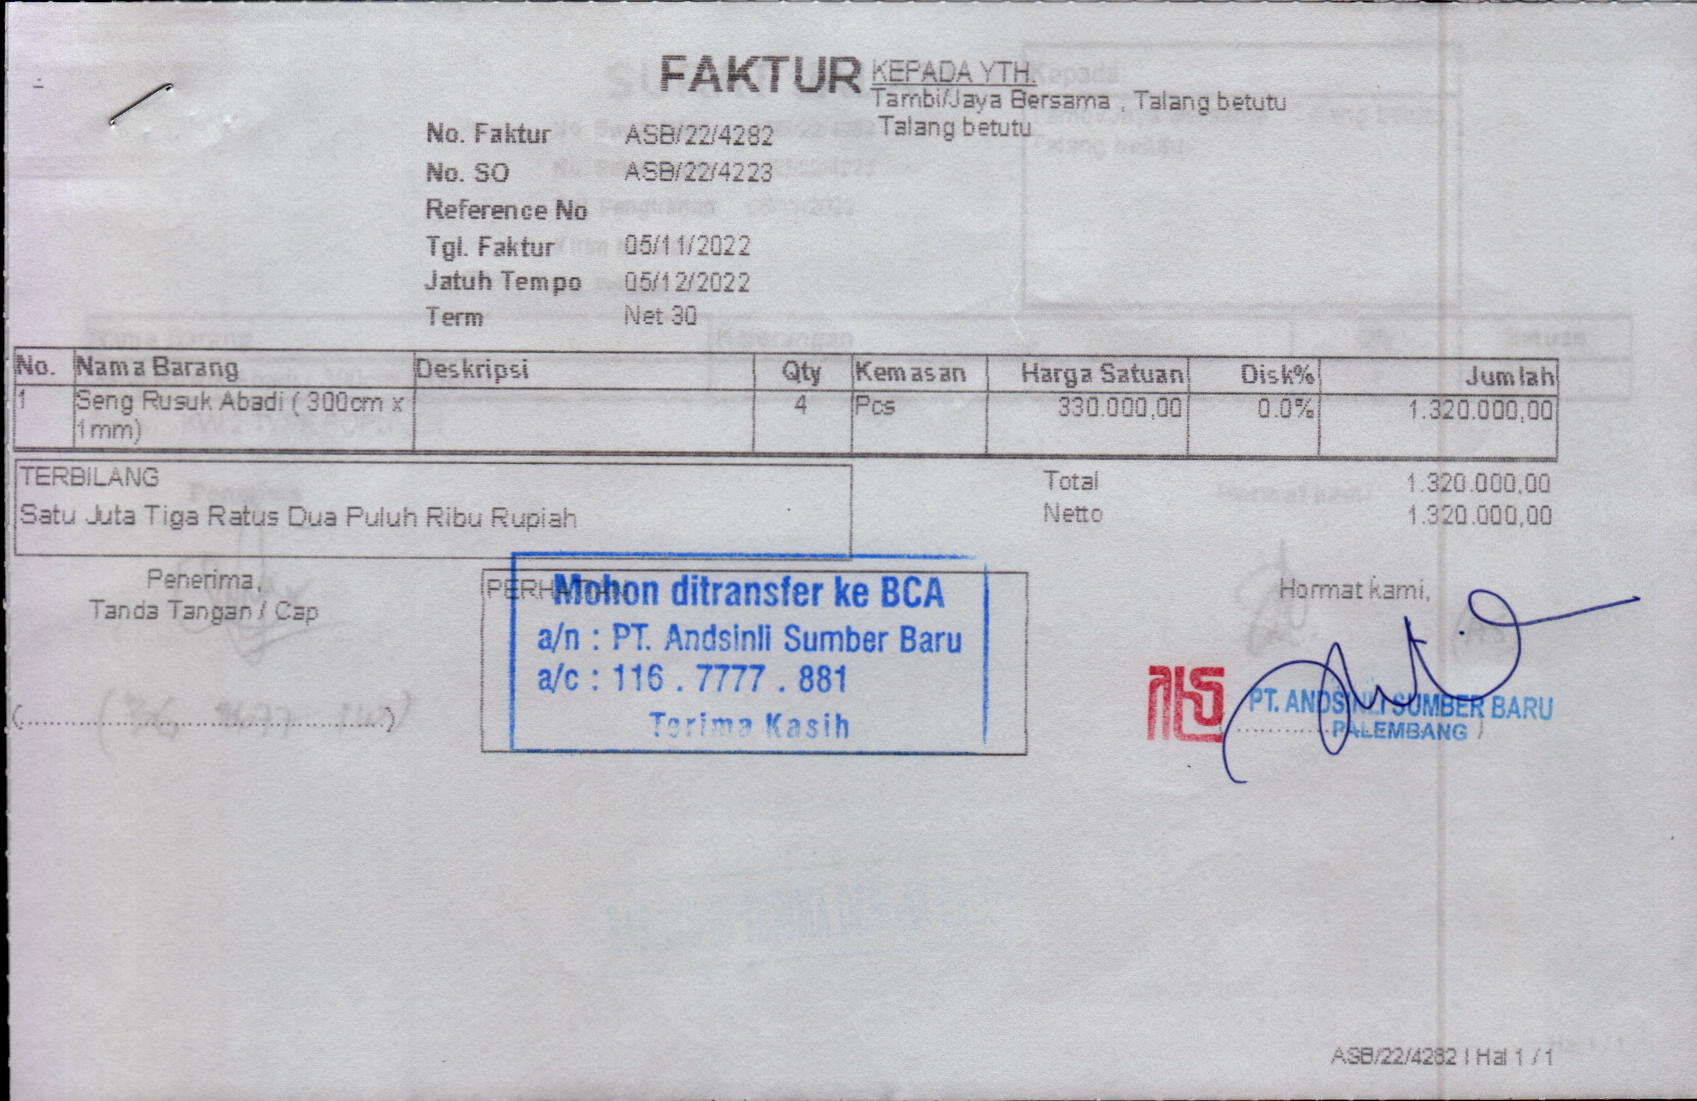 FAKTUR
KEPADA YTH.
Tambi/Jaya Bersama , Talang betutu
Talang betutu
No. Faktur ASB/22/4282
No. SO ASB/22/4223
Reference No
Tgl. Faktur 05/11/2022
Jatuh Tempo 05/12/2022
Term Net 30
No. Nama Barang Deskripsi Qty Kemasan Harga Satuan Disk% Jumlah
1 Seng Rusuk Abadi ( 300cm x 4 Pcs 330.000,00 0.0% 1.320.000,00
1mm)
TERBILANG
Satu Juta Tiga Ratus Dua Puluh Ribu Rupiah
Total 1.320.000,00
Netto 1.320.000,00
Penerima,
Tanda Tangan / Cap
(........................................)
PERHATIAN
Mohon ditransfer ke BCA
a/n : PT. Andsinli Sumber Baru
a/c : 116 . 7777 . 881
Terima Kasih
Hormat kami,
PT. ANDSINLI SUMBER BARU
PALEMBANG
ASB/22/4282 | Hal 1 / 1